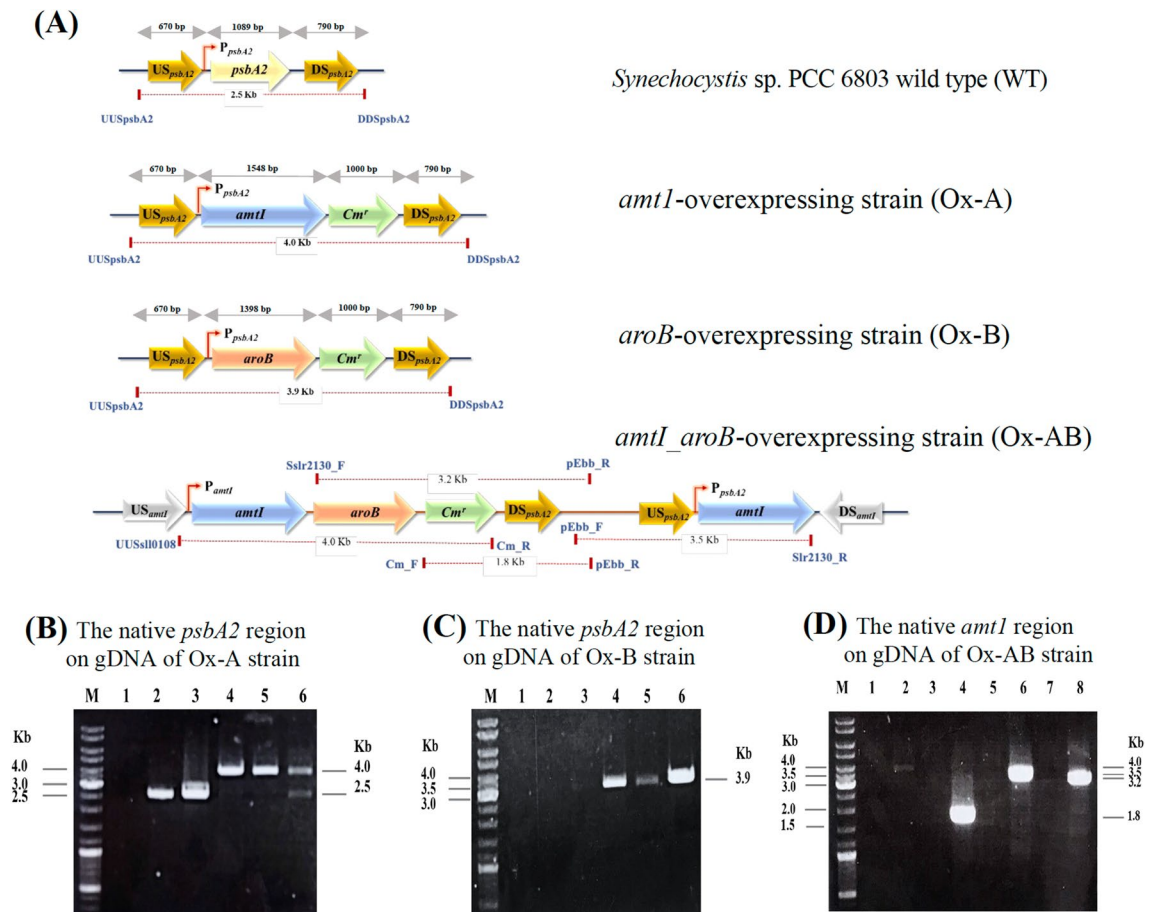 (A)
670 bp 1089 bp 790 bp
PpsbA2
USpsbA2 psbA2 DSpsbA2
2.5 Kb
UUSpsbA2 DDSpsbA2
Synechocystis sp. PCC 6803 wild type (WT)
670 bp 1548 bp 1000 bp 790 bp
PpsbA2
USpsbA2 amtI Cmr DSpsbA2
4.0 Kb
UUSpsbA2 DDSpsbA2
amt1-overexpressing strain (Ox-A)
670 bp 1398 bp 1000 bp 790 bp
PpsbA2
USpsbA2 aroB Cmr DSpsbA2
3.9 Kb
UUSpsbA2 DDSpsbA2
aroB-overexpressing strain (Ox-B)
amtI_aroB-overexpressing strain (Ox-AB)
Sslr2130_F pEbb_R
3.2 Kb
PamtI PpsbA2
USamtI amtI aroB Cmr DSpsbA2 USpsbA2 amtI DSamtI
pEbb_F
UUSsll0108 4.0 Kb Cm_R 3.5 Kb Slr2130_R
Cm_F 1.8 Kb pEbb_R
(B) The native psbA2 region
on gDNA of Ox-A strain
M 1 2 3 4 5 6
Kb Kb
4.0 4.0
3.0 2.5
2.5
(C) The native psbA2 region
on gDNA of Ox-B strain
M 1 2 3 4 5 6
Kb Kb
4.0 3.9
3.5
3.0
(D) The native amt1 region
on gDNA of Ox-AB strain
M 1 2 3 4 5 6 7 8
Kb Kb
4.0 4.0
3.5 3.5
3.0 3.2
2.0 1.8
1.5